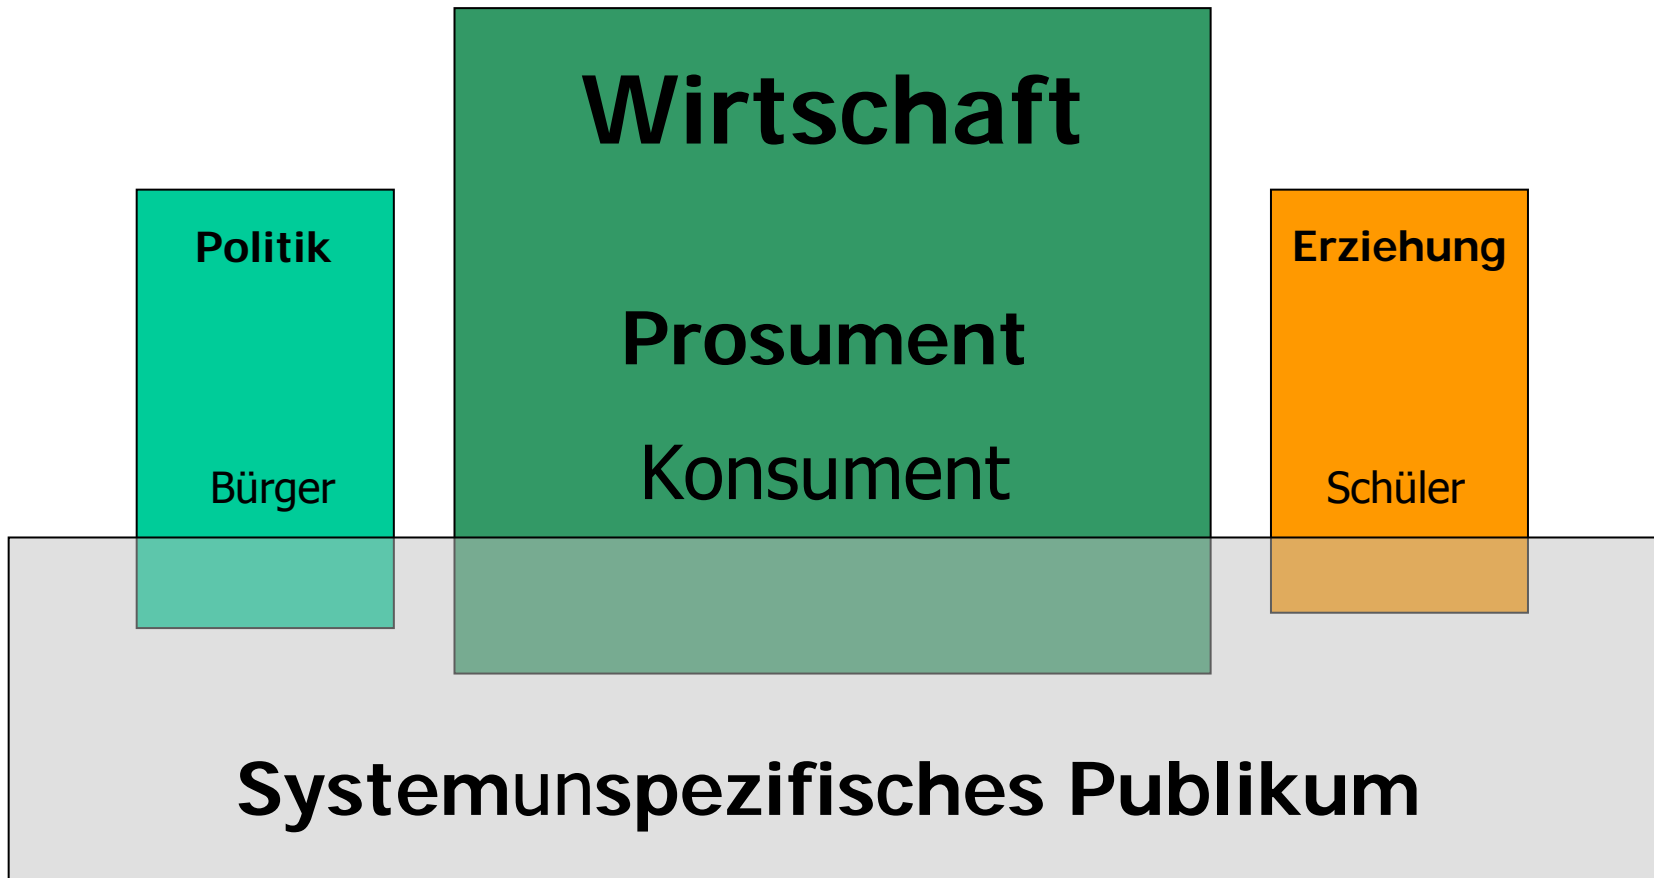 Wirtschaft
Politik
Erziehung
Prosument
Konsument
Bürger
Schüler
Systemunspezifisches Publikum